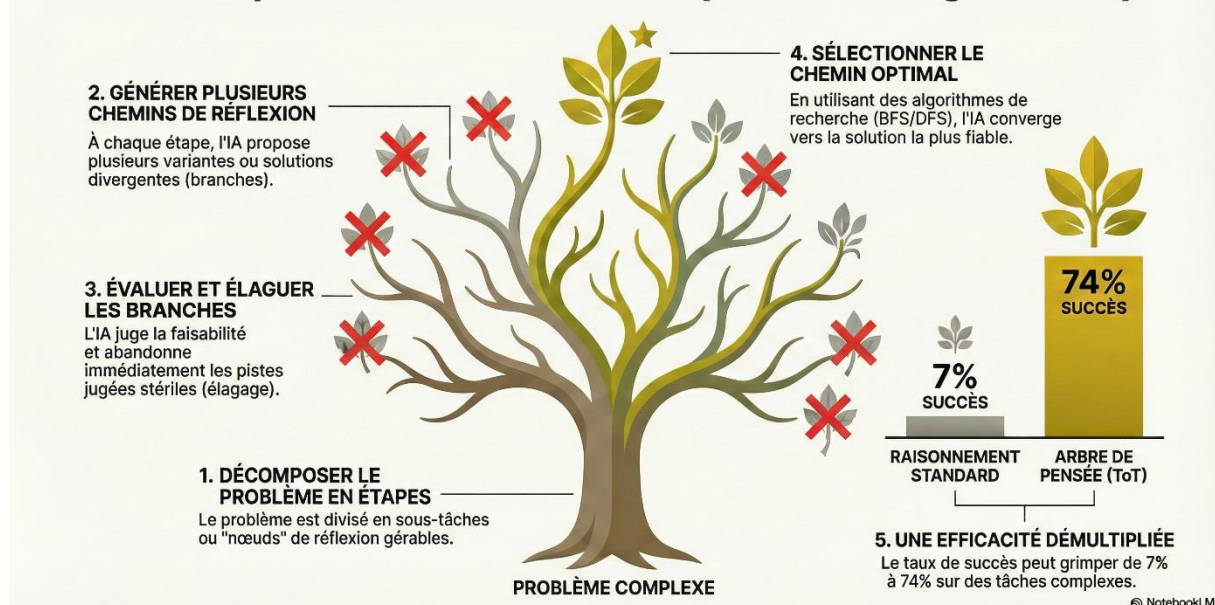 2. GÉNÉRER PLUSIEURS
CHEMINS DE RÉFLEXION
À chaque étape, l'IA propose
plusieurs variantes ou solutions
divergentes (branches).
3. ÉVALUER ET ÉLAGUER
LES BRANCHES
L'IA juge la faisabilité
et abandonne
immédiatement les pistes
jugées stériles (élagage).
1. DÉCOMPOSER LE
PROBLÈME EN ÉTAPES
Le problème est divisé en sous-tâches
ou "nœuds" de réflexion gérables.
PROBLÈME COMPLEXE
4. SÉLECTIONNER LE
CHEMIN OPTIMAL
En utilisant des algorithmes de
recherche (BFS/DFS), l'IA converge
vers la solution la plus fiable.
7%
SUCCÈS
74%
SUCCÈS
RAISONNEMENT
STANDARD
ARBRE DE
PENSÉE (ToT)
5. UNE EFFICACITÉ DÉMULTIPLIÉE
Le taux de succès peut grimper de 7%
à 74% sur des tâches complexes.
NotebookLM